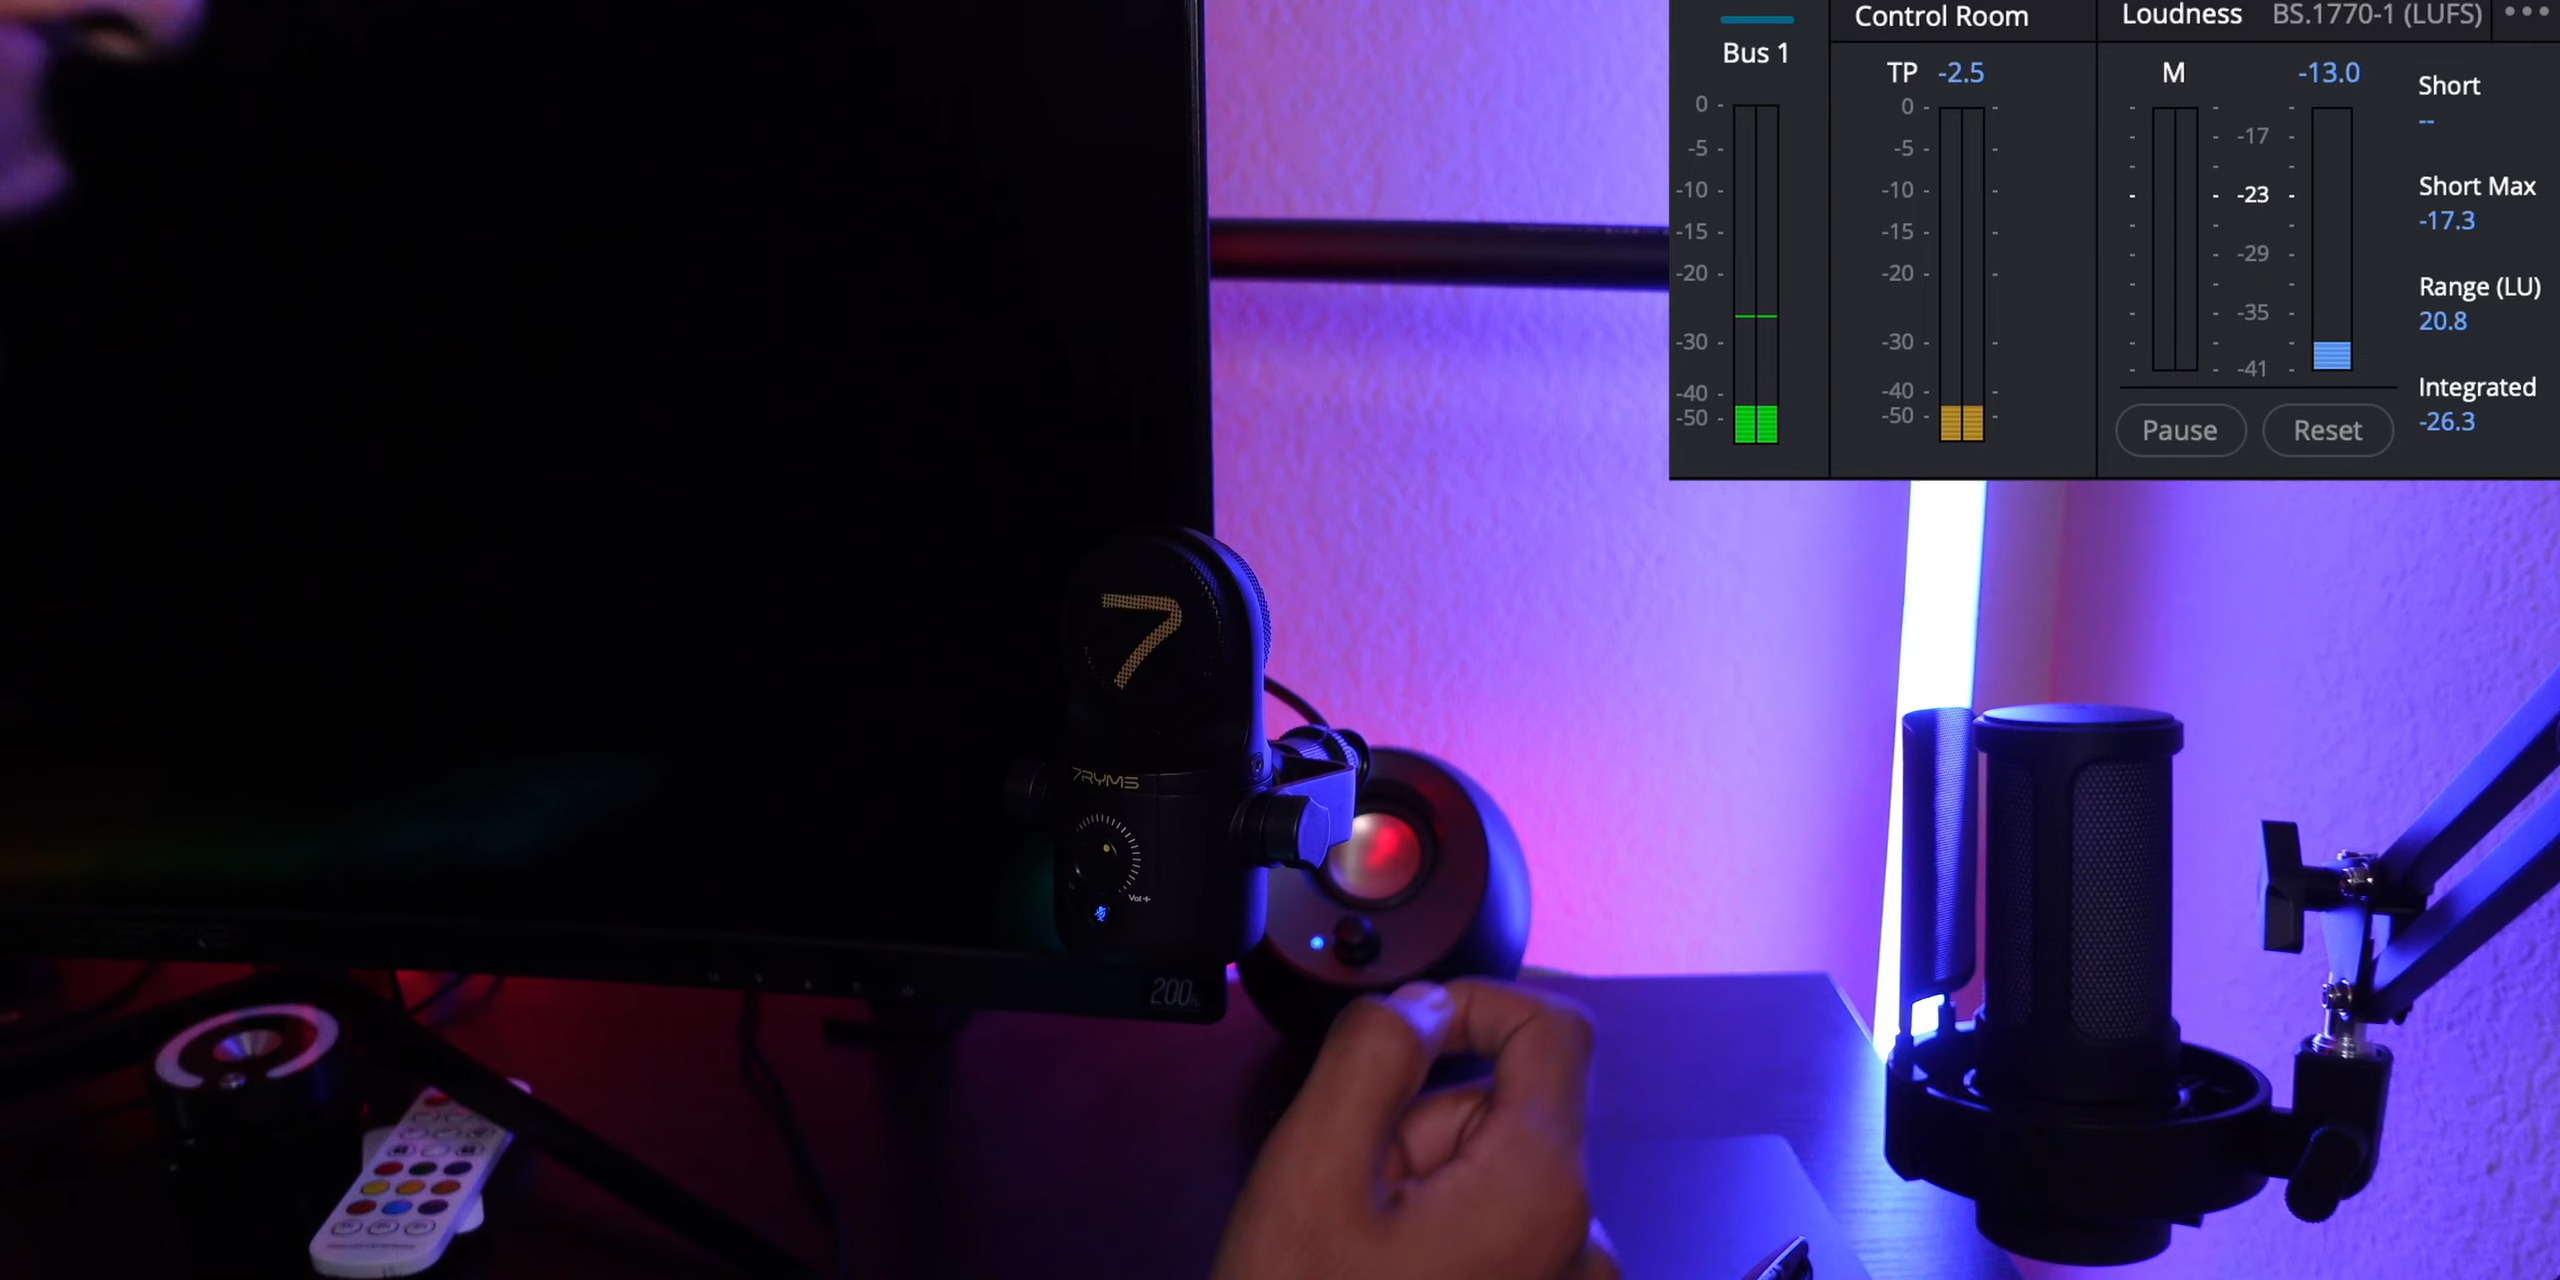 Control Room
Loudness BS.1770-1 (LUFS)
Bus 1
TP -2.5
M -13.0
Short
--
0
-5
-10
-15
-20
-30
-40
-50
0
-5
-10
-15
-20
-30
-40
-50
-17
-23
-29
-35
-41
Short Max
-17.3
Range (LU)
20.8
Integrated
-26.3
Pause
Reset
7
7RYMS
Vol +
200